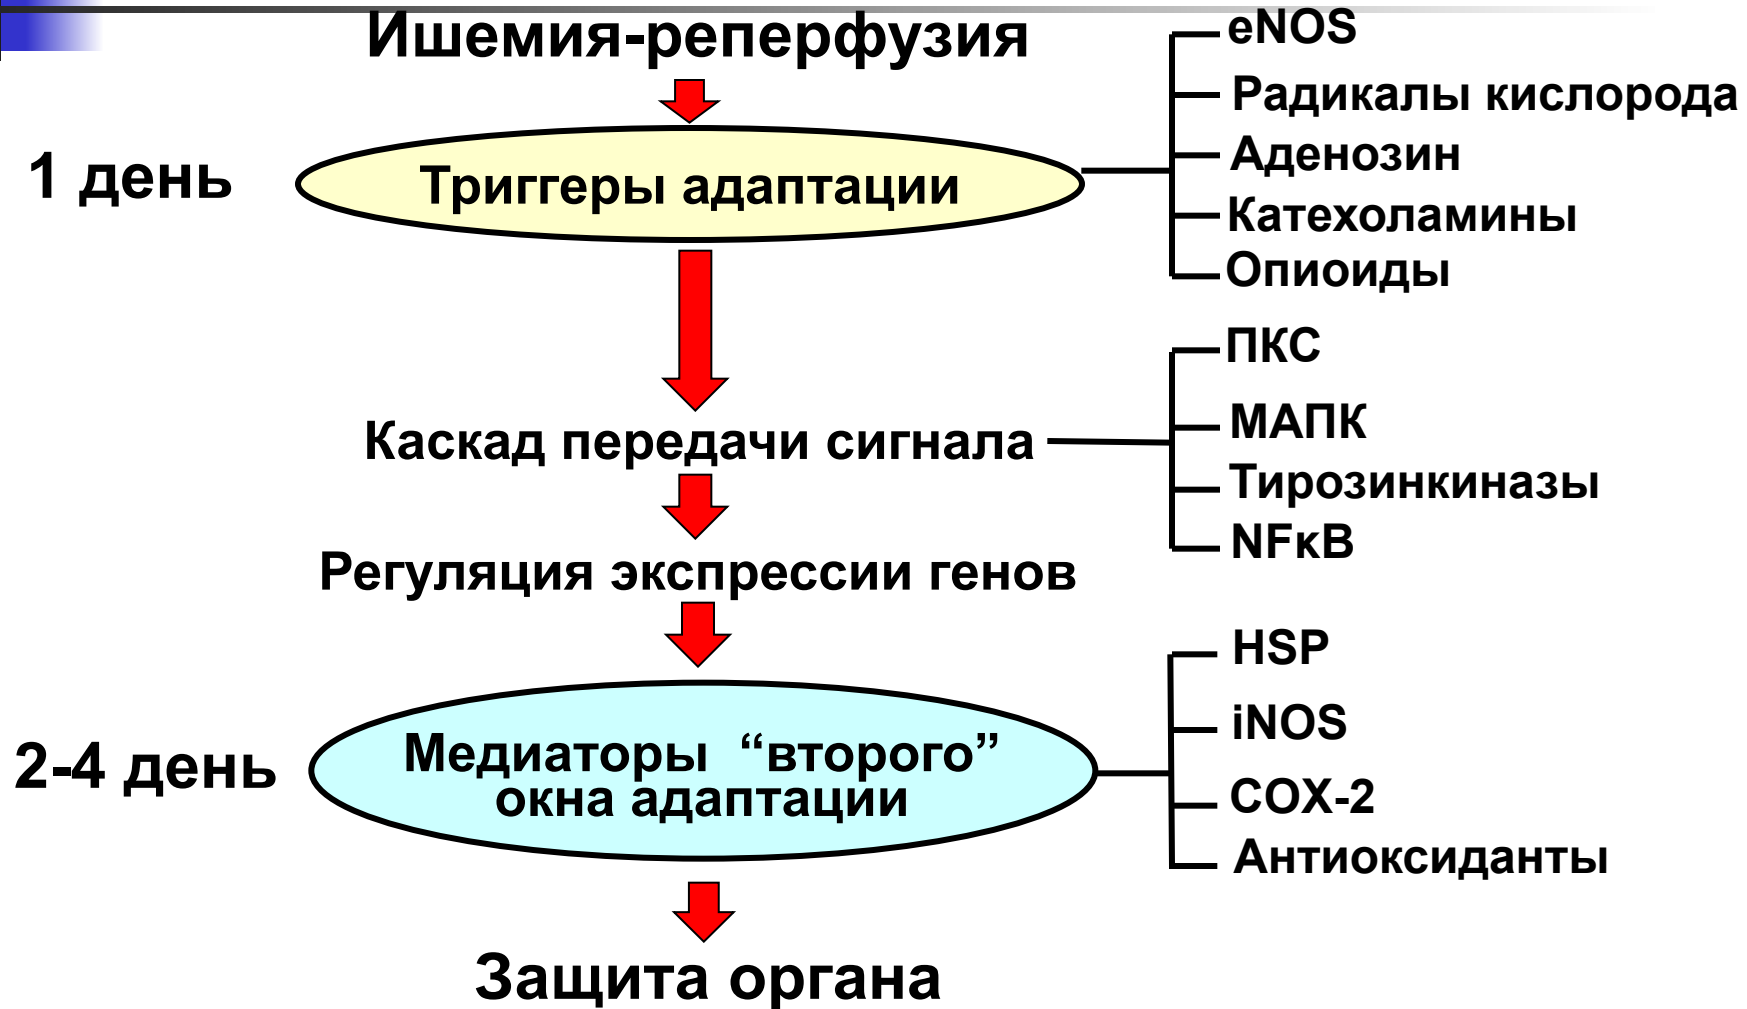 Ишемия-реперфузия
eNOS
Радикалы кислорода
1 день
Триггеры адаптации
Аденозин
Катехоламины
Опиоиды
ПКС
МАПК
Каскад передачи сигнала
Тирозинкиназы
NFκB
Регуляция экспрессии генов
HSP
iNOS
2-4 день
Медиаторы “второго”
окна адаптации
COX-2
Антиоксиданты
Защита органа